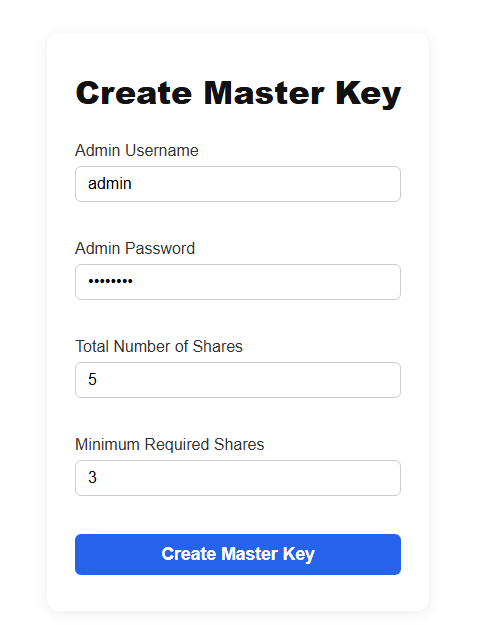 Create Master Key
Admin Username
admin
Admin Password
••••••••
Total Number of Shares
5
Minimum Required Shares
3
Create Master Key